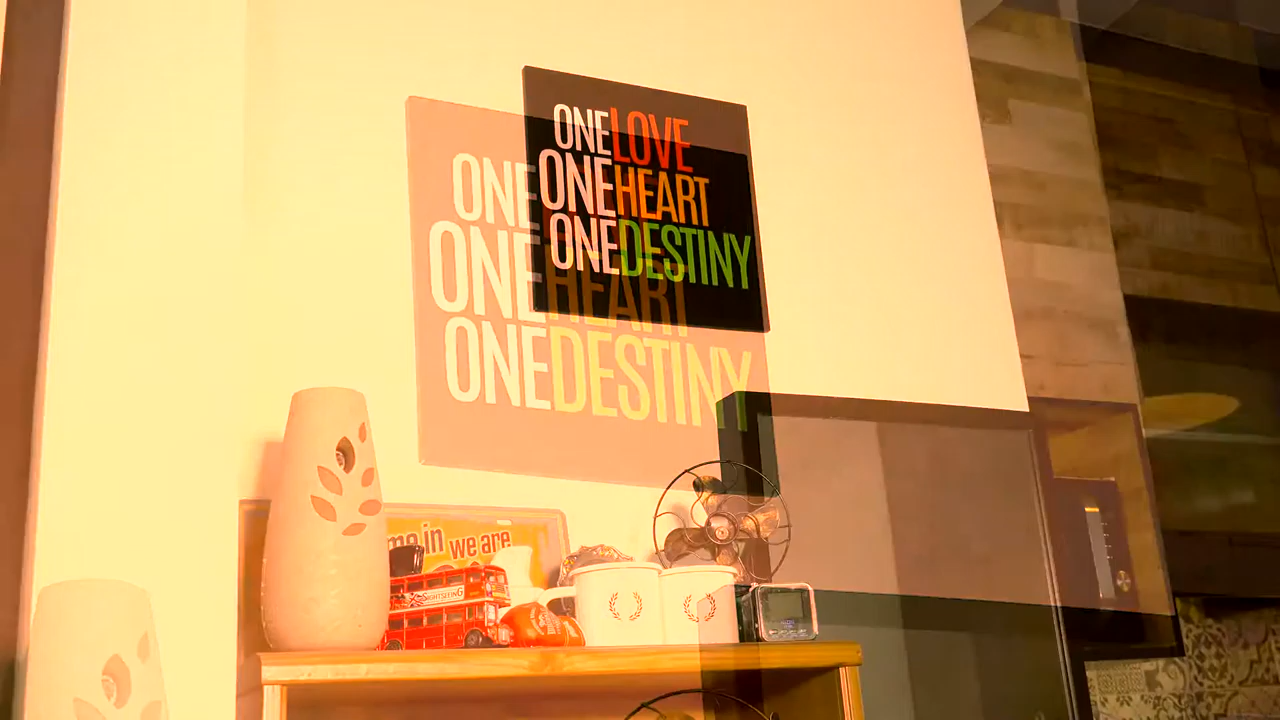 ONE LOVE
ONE HEART
ONE DESTINY
ONE
ONE HEART
ONE DESTINY
me in we are
SIGHTSEEING